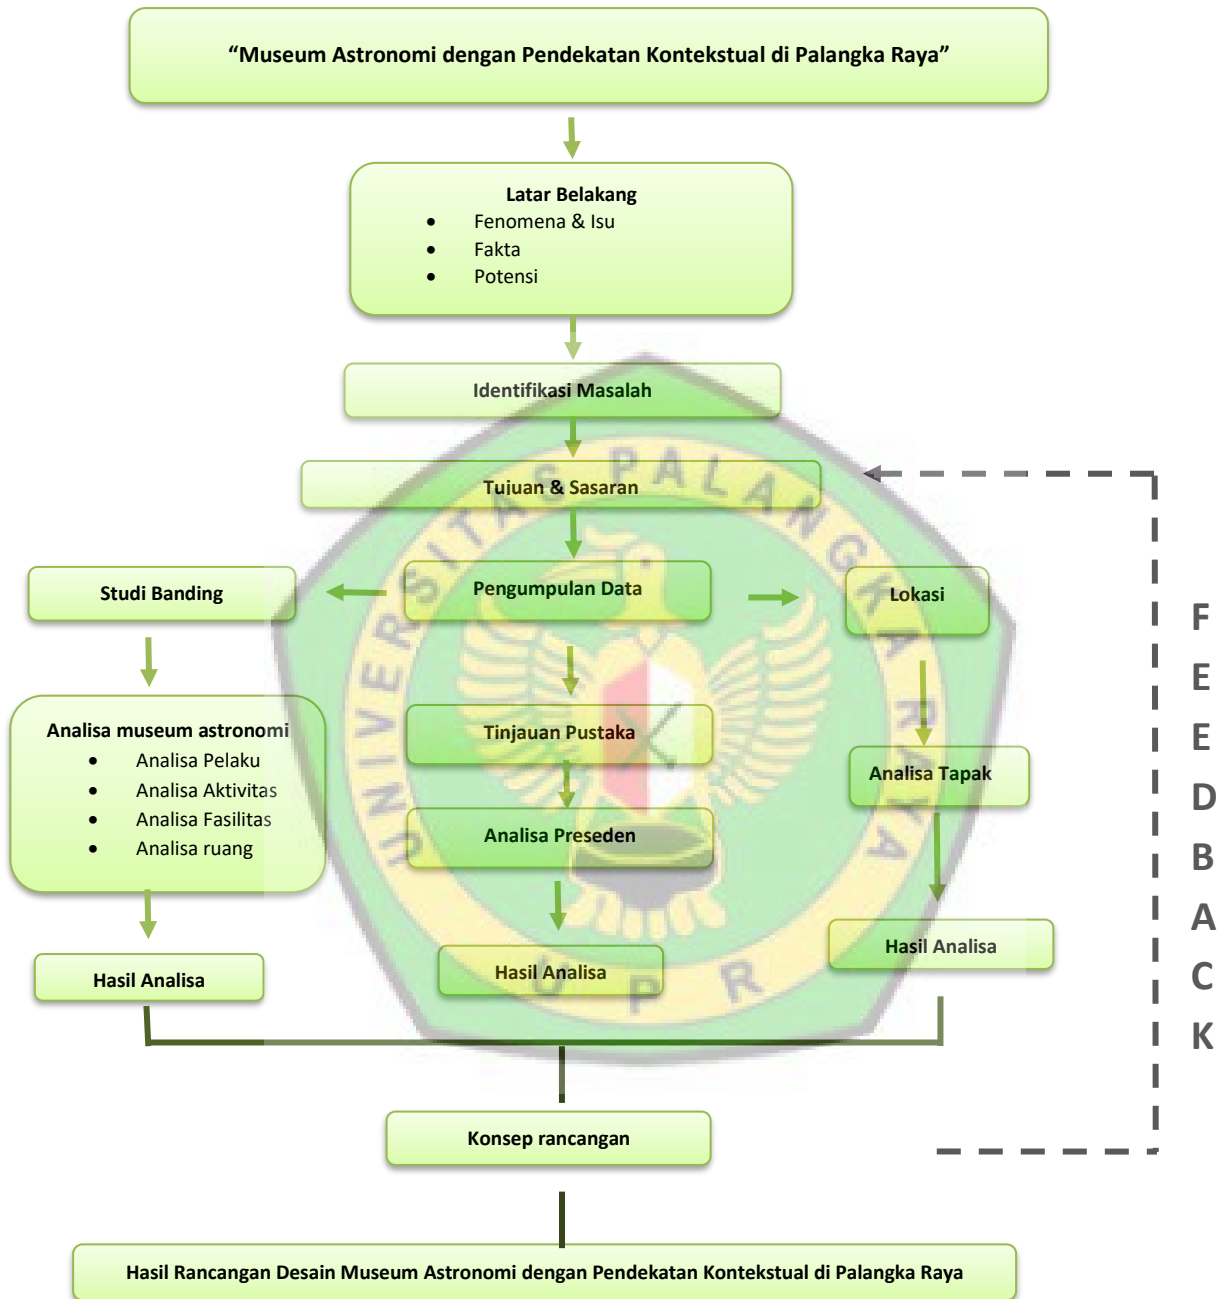 “Museum Astronomi dengan Pendekatan Kontekstual di Palangka Raya”
Latar Belakang
• Fenomena & Isu
• Fakta
• Potensi
Identifikasi Masalah
Tujuan & Sasaran
Studi Banding
Pengumpulan Data
Lokasi
Analisa museum astronomi
• Analisa Pelaku
• Analisa Aktivitas
• Analisa Fasilitas
• Analisa ruang
Tinjauan Pustaka
Analisa Tapak
Analisa Preseden
Hasil Analisa
Hasil Analisa
Hasil Analisa
Konsep rancangan
Hasil Rancangan Desain Museum Astronomi dengan Pendekatan Kontekstual di Palangka Raya
F
E
E
D
B
A
C
K
UNIVERSITAS PALANGKA RAYA
U P R